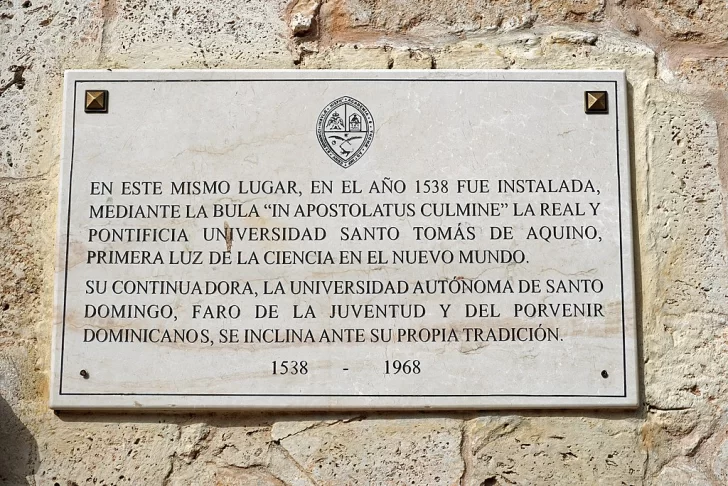 EN ESTE MISMO LUGAR, EN EL AÑO 1538 FUE INSTALADA,
MEDIANTE LA BULA “IN APOSTOLATUS CULMINE” LA REAL Y
PONTIFICIA UNIVERSIDAD SANTO TOMÁS DE AQUINO,
PRIMERA LUZ DE LA CIENCIA EN EL NUEVO MUNDO.
SU CONTINUADORA, LA UNIVERSIDAD AUTÓNOMA DE SANTO
DOMINGO, FARO DE LA JUVENTUD Y DEL PORVENIR
DOMINICANOS, SE INCLINA ANTE SU PROPIA TRADICIÓN.
1538 - 1968